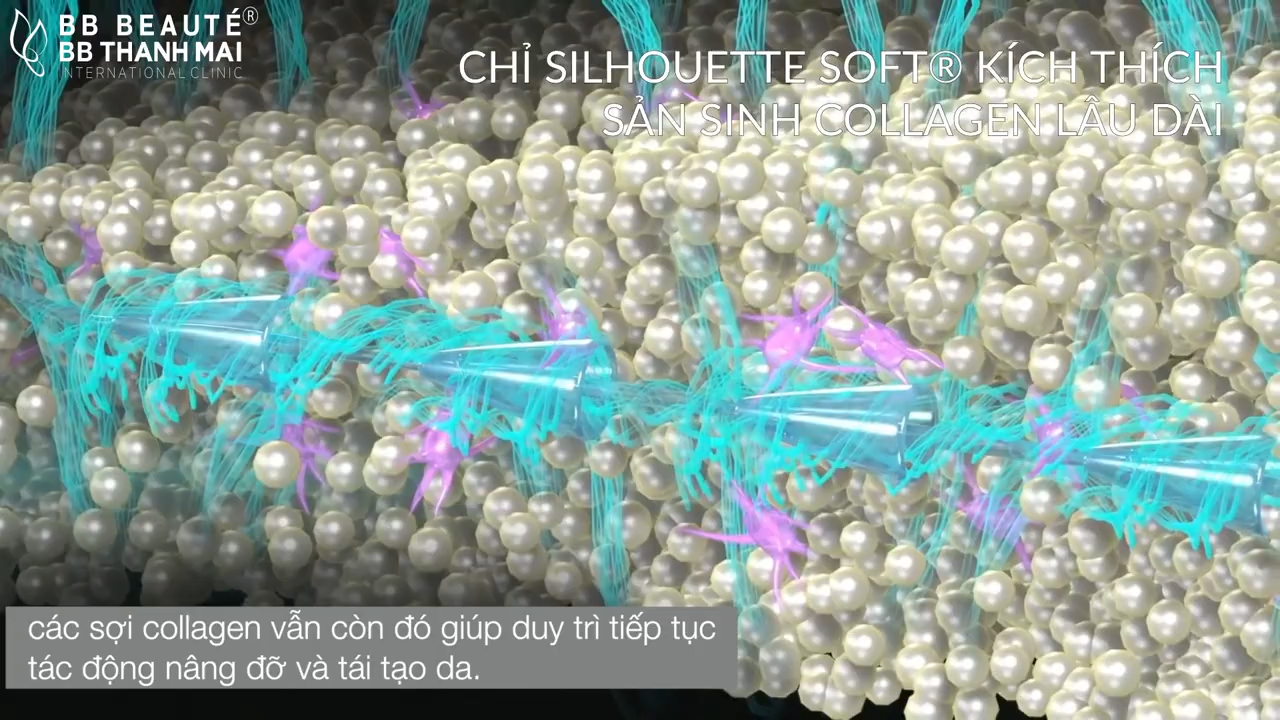 BB BEAUTÉ®
BB THANH MAI
INTERNATIONAL CLINIC
CHỈ SILHOUETTE SOFT® KÍCH THÍCH
SẢN SINH COLLAGEN LÂU DÀI
các sợi collagen vẫn còn đó giúp duy trì tiếp tục
tác động nâng đỡ và tái tạo da.